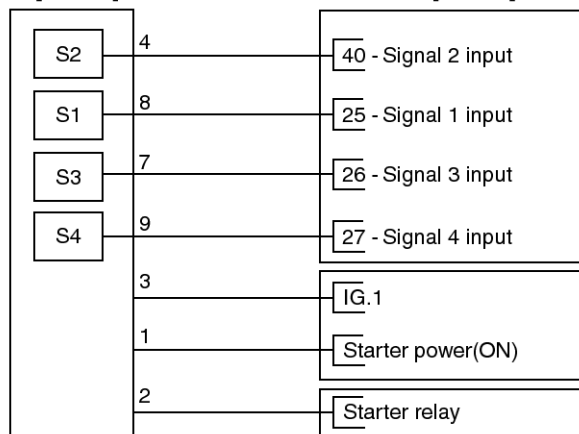 S2 4 40 - Signal 2 input
S1 8 25 - Signal 1 input
S3 7 26 - Signal 3 input
S4 9 27 - Signal 4 input
3 IG.1
1 Starter power(ON)
2 Starter relay